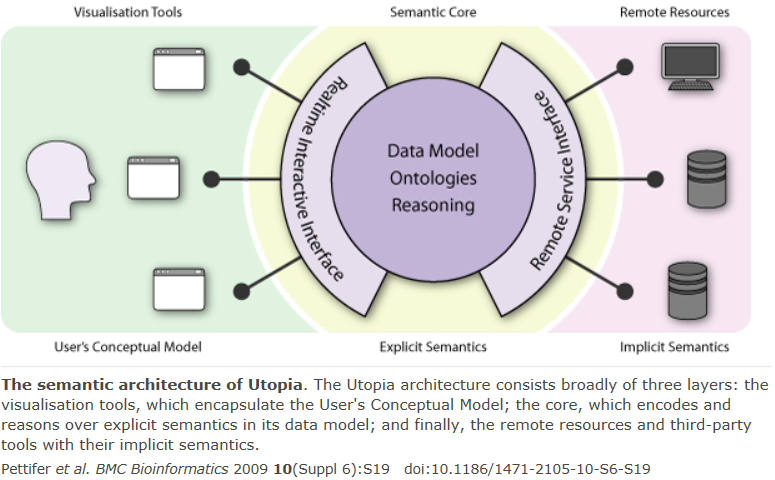 Visualisation Tools
Semantic Core
Remote Resources
Realtime Interactive Interface
Data Model
Ontologies
Reasoning
Remote Service Interface
User's Conceptual Model
Explicit Semantics
Implicit Semantics
The semantic architecture of Utopia. The Utopia architecture consists broadly of three layers: the
visualisation tools, which encapsulate the User's Conceptual Model; the core, which encodes and
reasons over explicit semantics in its data model; and finally, the remote resources and third-party
tools with their implicit semantics.
Pettifer et al. BMC Bioinformatics 2009 10(Suppl 6):S19 doi:10.1186/1471-2105-10-S6-S19